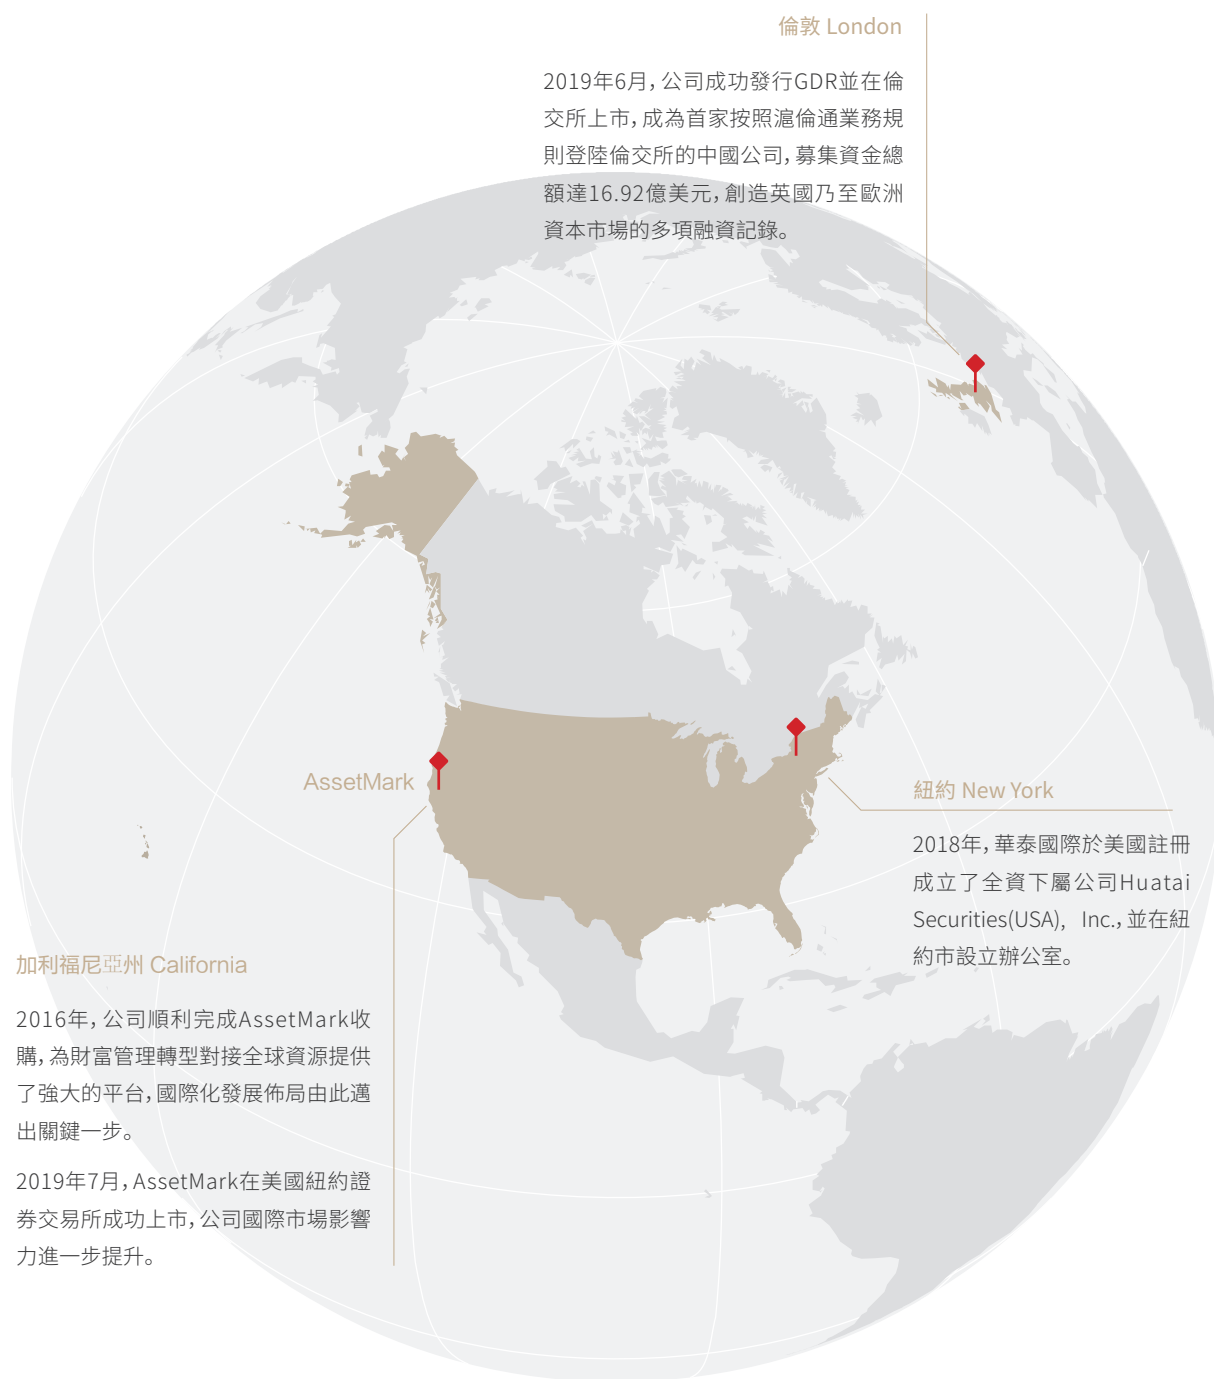 倫敦 London
2019年6月，公司成功發行GDR並在倫
交所上市，成為首家按照滬倫通業務規
則登陸倫交所的中國公司，募集資金總
額達16.92億美元，創造英國乃至歐洲
資本市場的多項融資記錄。
AssetMark
紐約 New York
2018年，華泰國際於美國註冊
成立了全資下屬公司Huatai
Securities(USA), Inc.，並在紐
約市設立辦公室。
加利福尼亞州 California
2016年，公司順利完成AssetMark收
購，為財富管理轉型對接全球資源提供
了強大的平台，國際化發展佈局由此邁
出關鍵一步。
2019年7月，AssetMark在美國紐約證
券交易所成功上市，公司國際市場影響
力進一步提升。